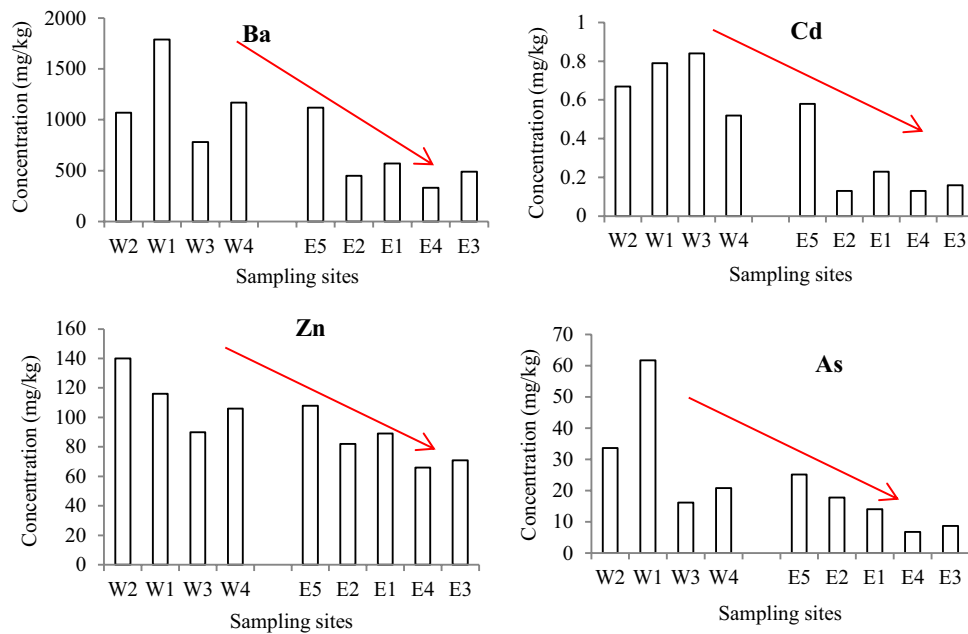 Ba
Concentration (mg/kg)
2000
1500
1000
500
0
W2 W1 W3 W4 E5 E2 E1 E4 E3
Sampling sites
Cd
Concentration (mg/kg)
1
0.8
0.6
0.4
0.2
0
W2 W1 W3 W4 E5 E2 E1 E4 E3
Sampling sites
Zn
Concentration (mg/kg)
160
140
120
100
80
60
40
20
0
W2 W1 W3 W4 E5 E2 E1 E4 E3
Sampling sites
As
Concentration (mg/kg)
70
60
50
40
30
20
10
0
W2 W1 W3 W4 E5 E2 E1 E4 E3
Sampling sites